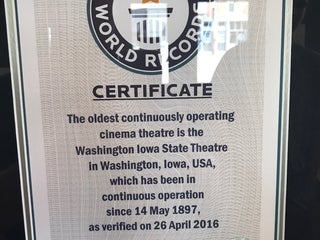 WORLD RECORDS
CERTIFICATE
The oldest continuously operating
cinema theatre is the
Washington Iowa State Theatre
in Washington, Iowa, USA,
which has been in
continuous operation
since 14 May 1897,
as verified on 26 April 2016